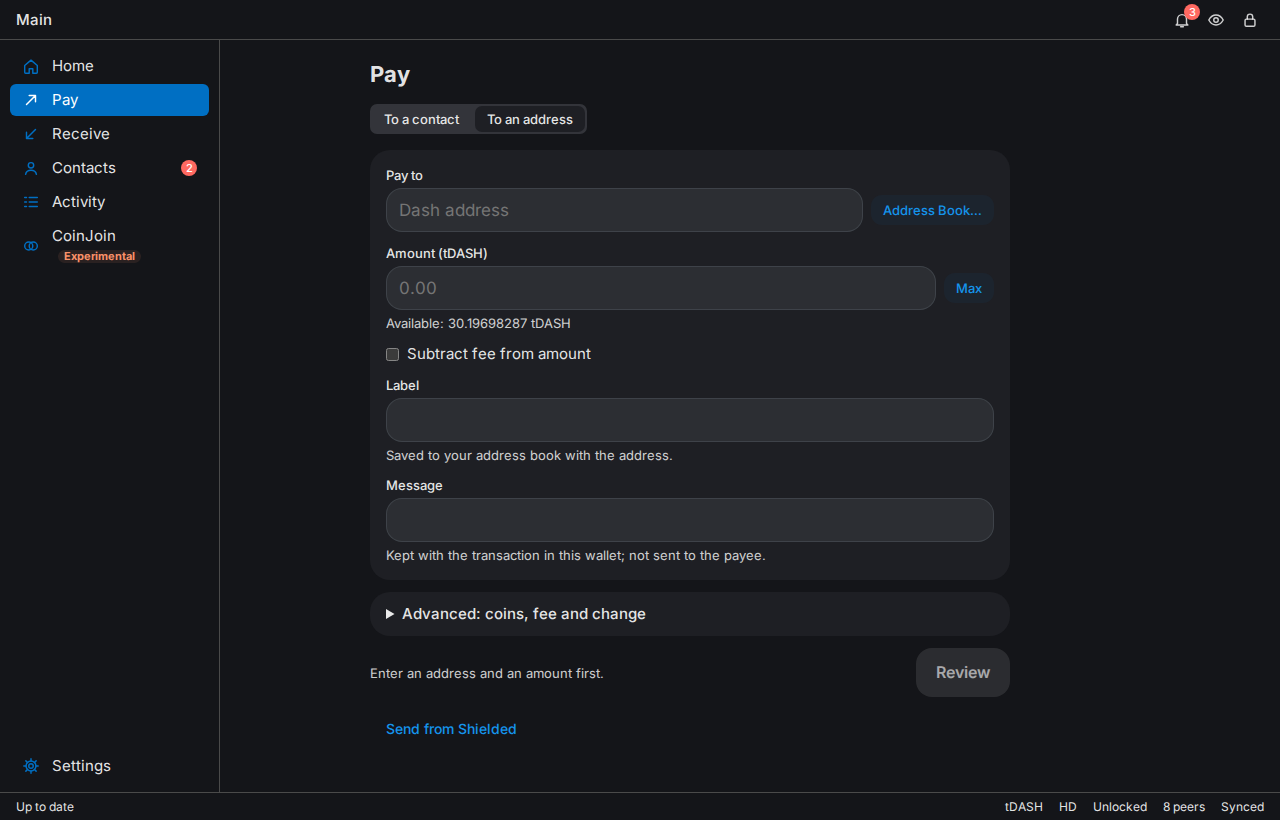 Main
3
Home
Pay
Receive
Contacts
2
Activity
CoinJoin
Experimental
Settings
Pay
To a contact
To an address
Pay to
Dash address
Address Book...
Amount (tDASH)
0.00
Max
Available: 30.19698287 tDASH
Subtract fee from amount
Label
Saved to your address book with the address.
Message
Kept with the transaction in this wallet; not sent to the payee.
Advanced: coins, fee and change
Enter an address and an amount first.
Review
Send from Shielded
Up to date
tDASH
HD
Unlocked
8 peers
Synced